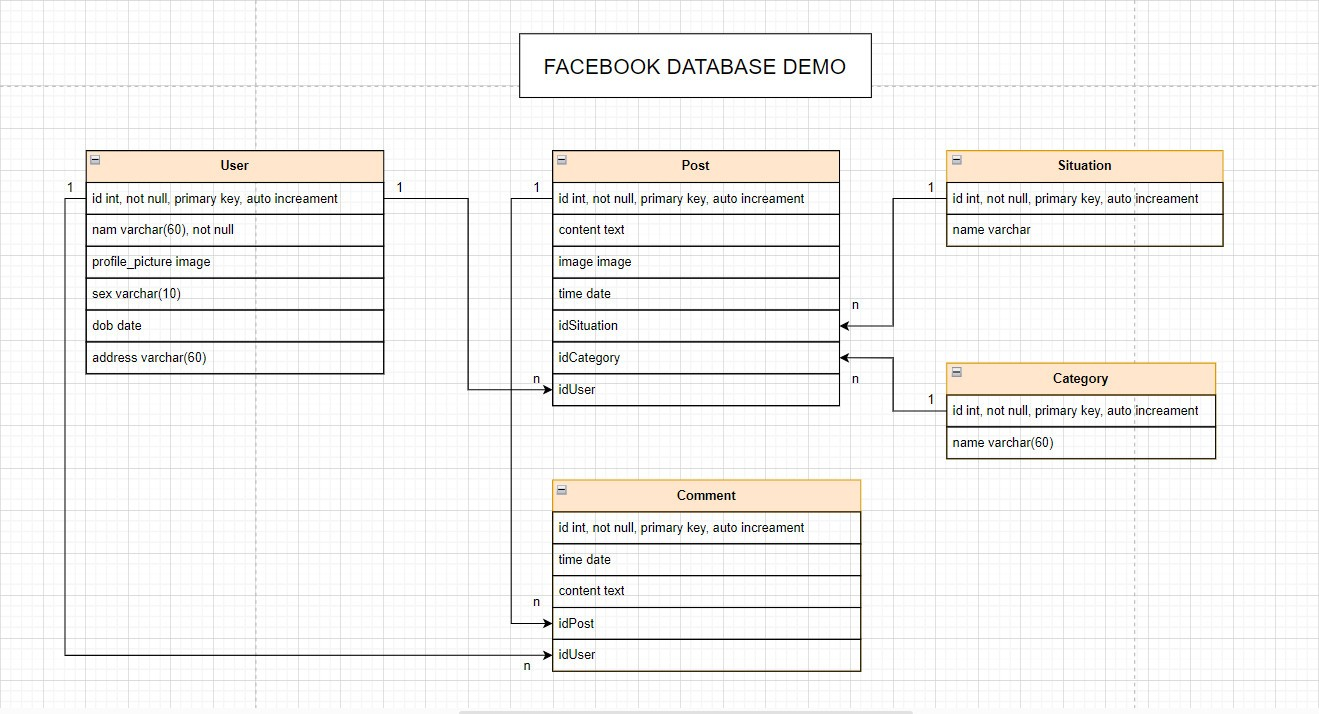 FACEBOOK DATABASE DEMO
User
1
id int, not null, primary key, auto increament
1
nam varchar(60), not null
profile_picture image
sex varchar(10)
dob date
address varchar(60)
Post
1
id int, not null, primary key, auto increament
content text
image image
time date
n
idSituation
idCategory
n
n
idUser
Situation
1
id int, not null, primary key, auto increament
name varchar
Category
1
id int, not null, primary key, auto increament
name varchar(60)
Comment
id int, not null, primary key, auto increament
time date
content text
n
idPost
idUser
n